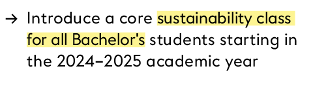 → Introduce a core sustainability class
for all Bachelor's students starting in
the 2024–2025 academic year